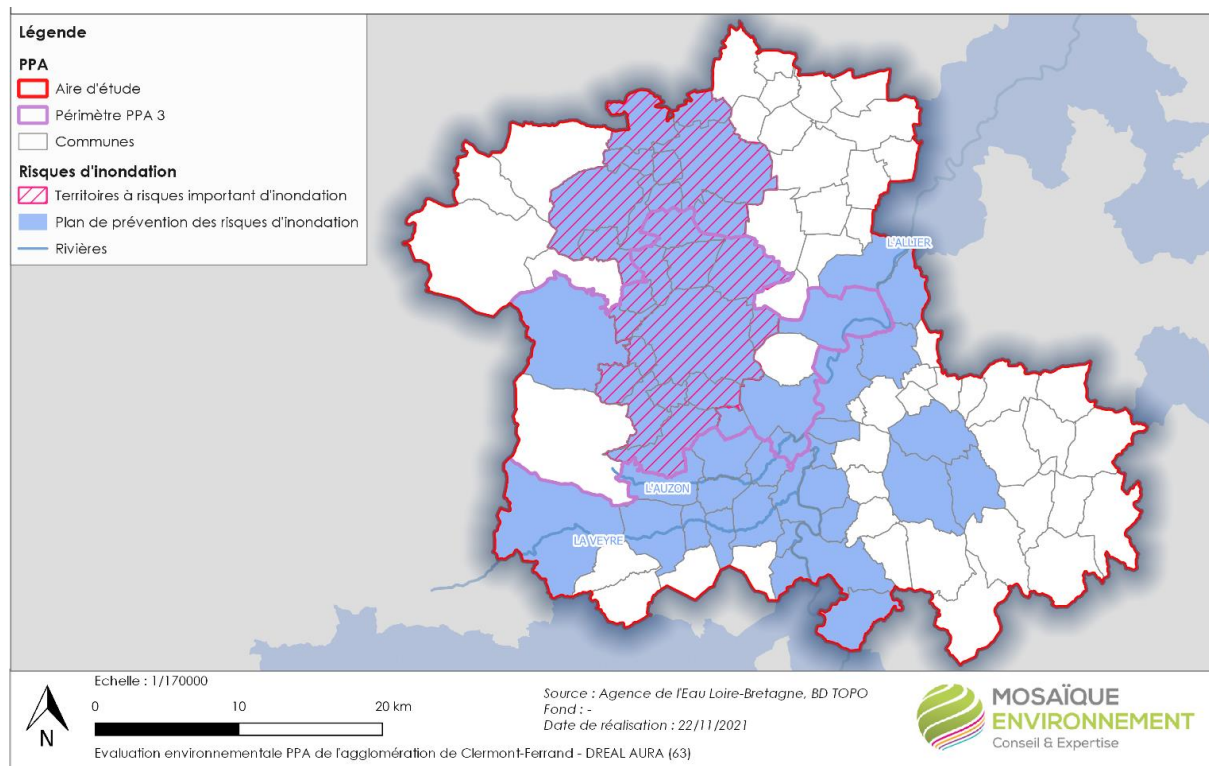 Légende
PPA
Aire d'étude
Périmètre PPA 3
Communes
Risques d'inondation
Territoires à risques important d'inondation
Plan de prévention des risques d'inondation
Rivières
L'ALLIER
L'AUZON
LA VEYRE
Echelle : 1/170000
0 10 20 km
N
Source : Agence de l'Eau Loire-Bretagne, BD TOPO
Fond : -
Date de réalisation : 22/11/2021
Evaluation environnementale PPA de l'agglomération de Clermont-Ferrand - DREAL AURA (63)
MOSAÏQUE
ENVIRONNEMENT
Conseil & Expertise